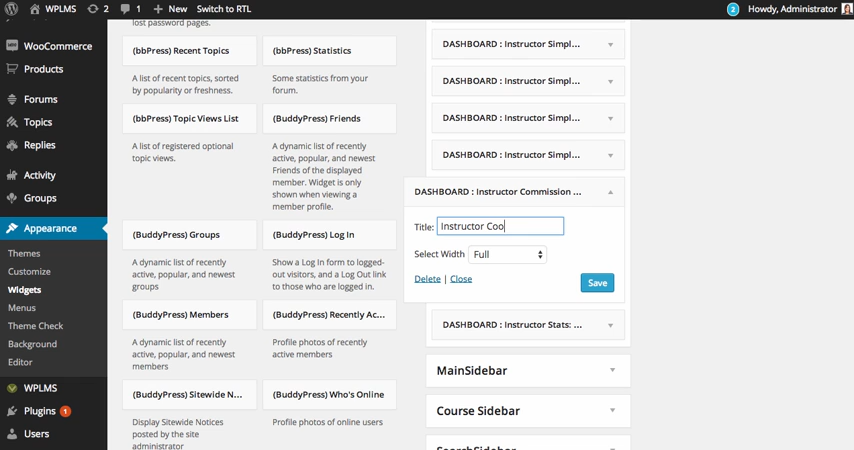 WPLMS 2 1 New Switch to RTL 2 Howdy, Administrator
WooCommerce
Products
Forums
Topics
Replies
Activity
Groups
Appearance
Themes
Customize
Widgets
Menus
Theme Check
Background
Editor
WPLMS
Plugins 1
Users
lost password pages.
(bbPress) Recent Topics
A list of recent topics, sorted
by popularity or freshness.
(bbPress) Statistics
Some statistics from your
forum.
(bbPress) Topic Views List
A list of registered optional
topic views.
(BuddyPress) Friends
A dynamic list of recently
active, popular, and newest
Friends of the displayed
member. Widget is only
shown when viewing a
member profile.
(BuddyPress) Groups
A dynamic list of recently
active, popular, and newest
groups
(BuddyPress) Log In
Show a Log In form to logged-
out visitors, and a Log Out link
to those who are logged in.
(BuddyPress) Members
A dynamic list of recently
active, popular, and newest
members
(BuddyPress) Recently Ac...
Profile photos of recently
active members
(BuddyPress) Sitewide N...
Display Sitewide Notices
posted by the site
administrator
(BuddyPress) Who's Online
Profile photos of online users
DASHBOARD : Instructor Simpl...
DASHBOARD : Instructor Simpl...
DASHBOARD : Instructor Simpl...
DASHBOARD : Instructor Simpl...
DASHBOARD : Instructor Commission ...
Title: Instructor Coo
Select Width Full
Delete | Close
Save
DASHBOARD : Instructor Stats: ...
MainSidebar
Course Sidebar
SearchSidebar